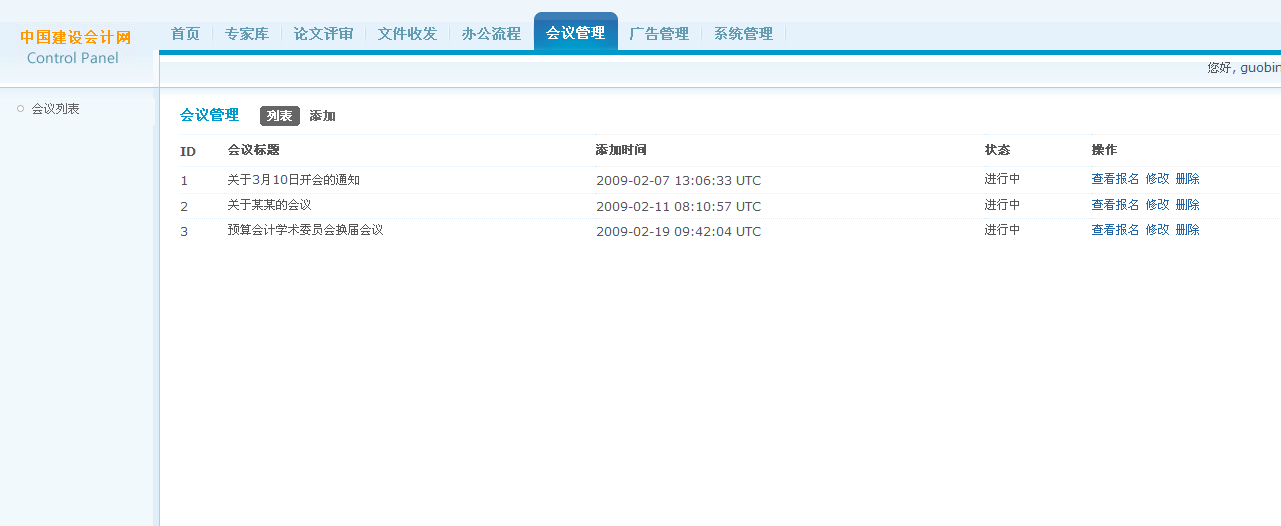 中国建设会计网
Control Panel
首页 专家库 论文评审 文件收发 办公流程 会议管理 广告管理 系统管理
您好, guobin
会议列表
会议管理 列表 添加
ID 会议标题 添加时间 状态 操作
1 关于3月10日开会的通知 2009-02-07 13:06:33 UTC 进行中 查看报名 修改 删除
2 关于某某的会议 2009-02-11 08:10:57 UTC 进行中 查看报名 修改 删除
3 预算会计学术委员会换届会议 2009-02-19 09:42:04 UTC 进行中 查看报名 修改 删除